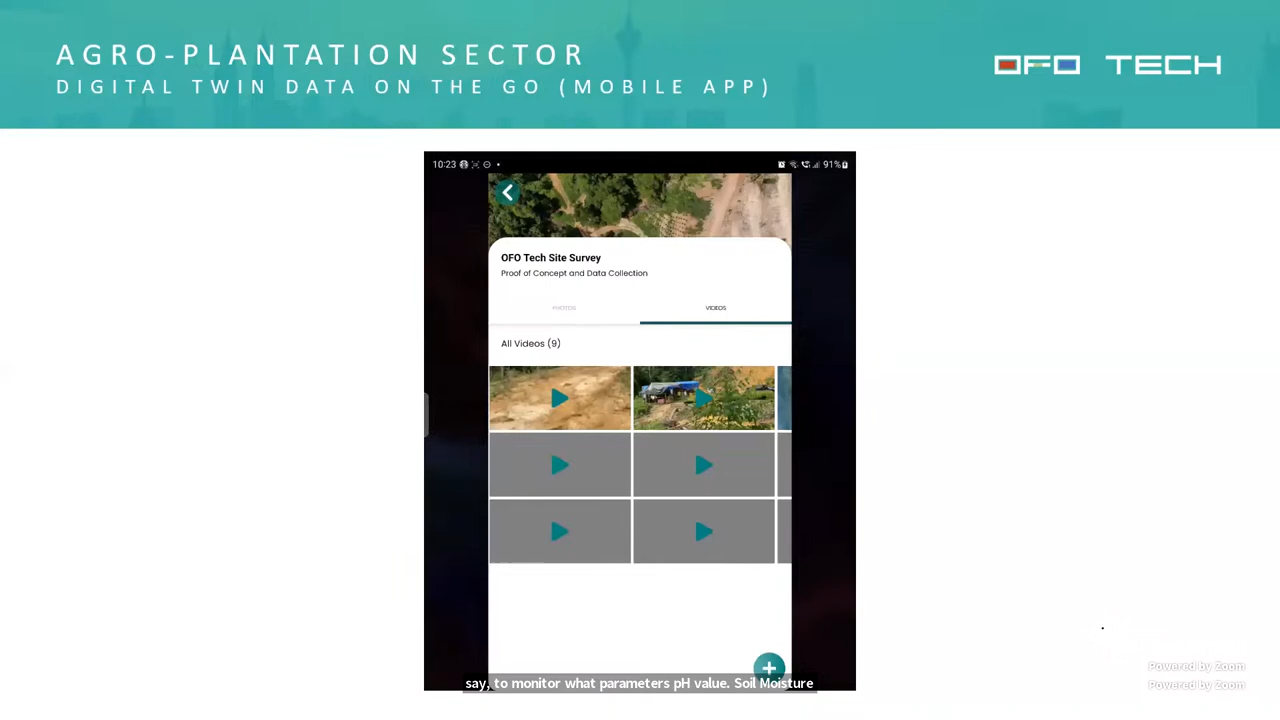 AGRO-PLANTATION SECTOR
DIGITAL TWIN DATA ON THE GO (MOBILE APP)
OFO TECH
10:23
91%
OFO Tech Site Survey
Proof of Concept and Data Collection
PHOTOS
VIDEOS
All Videos (9)
say, to monitor what parameters pH value. Soil Moisture
Powered by Zoom
Powered by Zoom